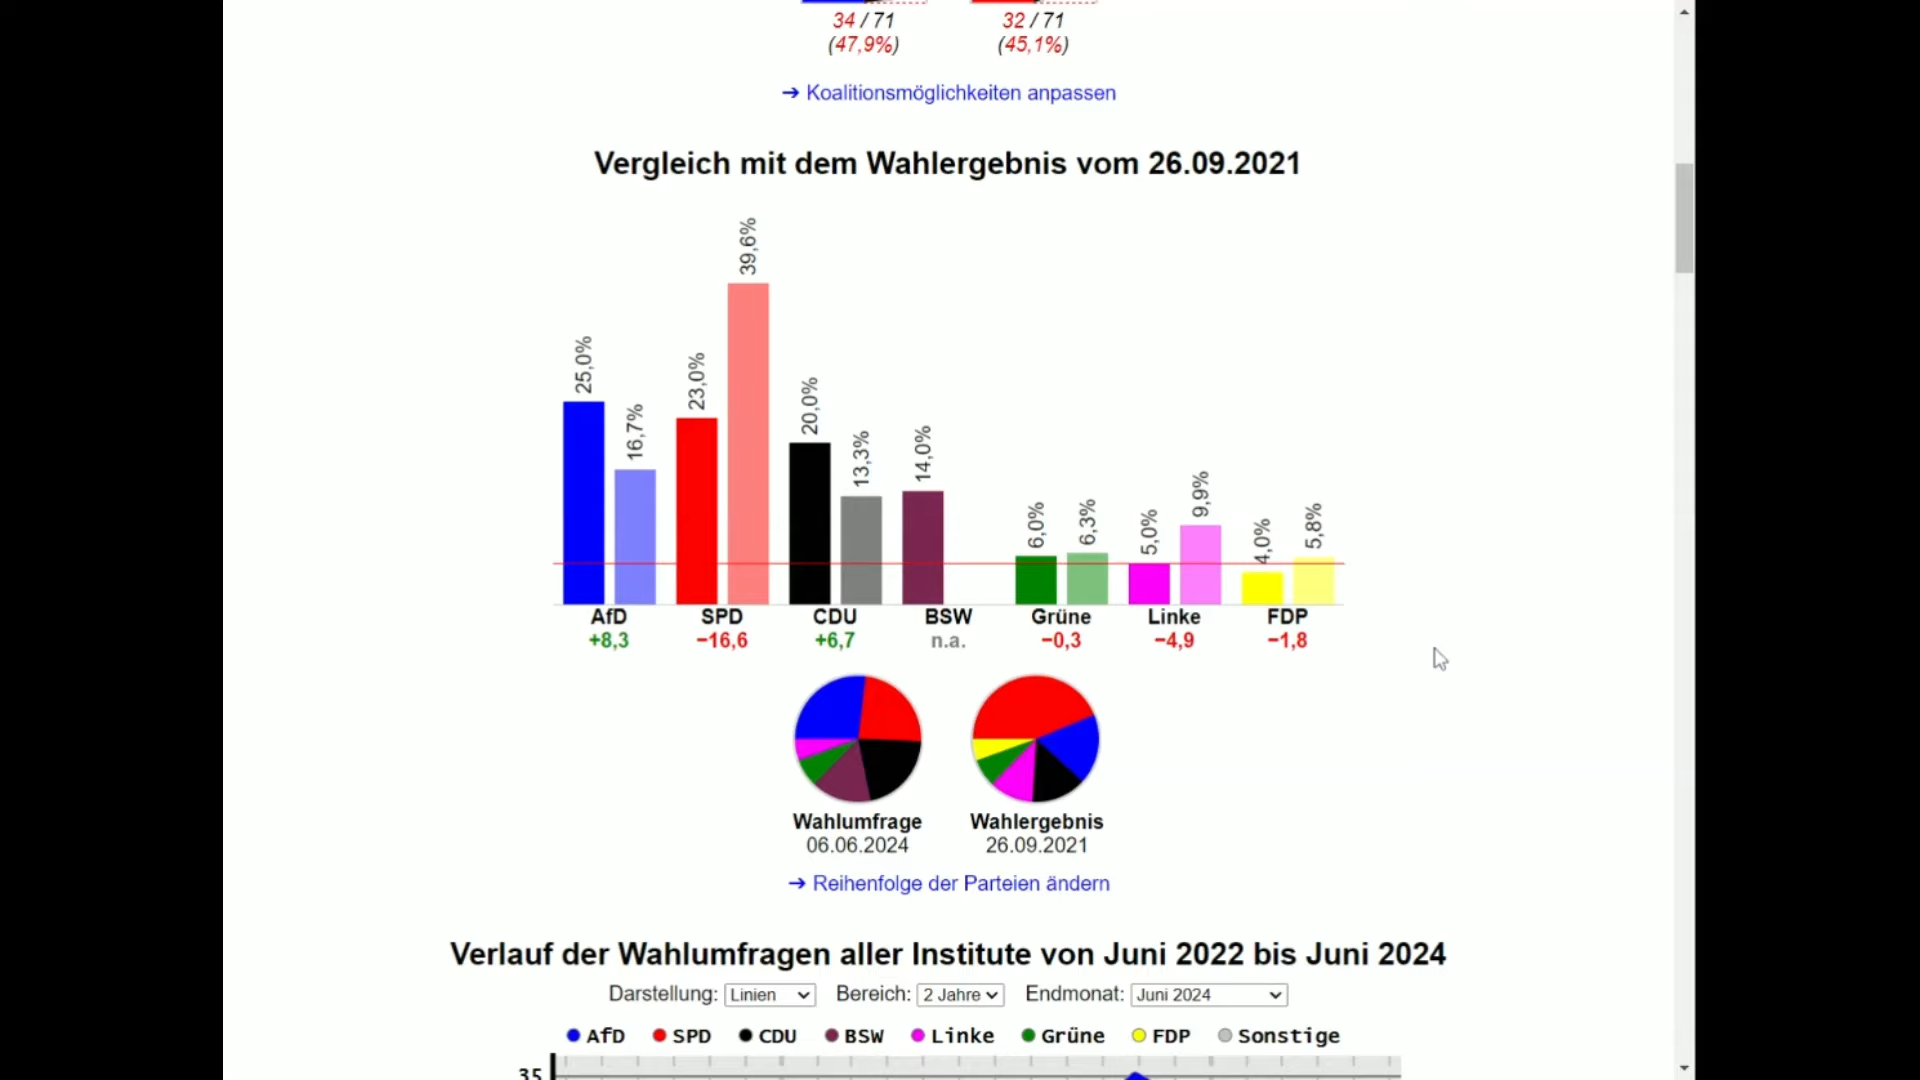 34 / 71 32 / 71
(47,9%) (45,1%)
➔ Koalitionsmöglichkeiten anpassen
Vergleich mit dem Wahlergebnis vom 26.09.2021
25,0% 16,7% 23,0% 39,6% 20,0% 13,3% 14,0% 6,0% 6,3% 5,0% 9,9% 4,0% 5,8%
AfD SPD CDU BSW Grüne Linke FDP
+8,3 −16,6 +6,7 n.a. −0,3 −4,9 −1,8
Wahlumfrage Wahlergebnis
06.06.2024 26.09.2021
➔ Reihenfolge der Parteien ändern
Verlauf der Wahlumfragen aller Institute von Juni 2022 bis Juni 2024
Darstellung: Linien Bereich: 2 Jahre Endmonat: Juni 2024
AfD SPD CDU BSW Linke Grüne FDP Sonstige
35